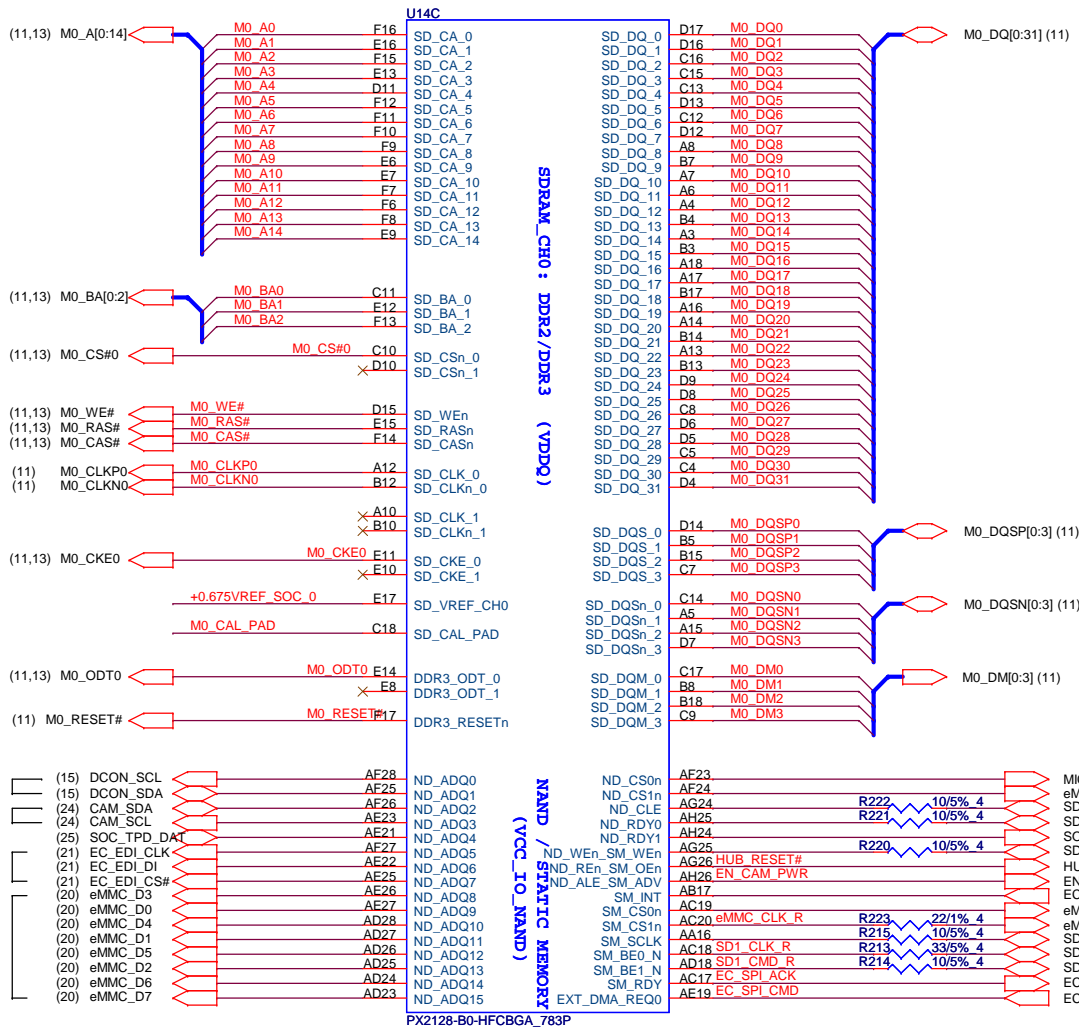 U14C
(11,13) M0_A[0:14] M0_A0 F16 SD_CA_0 SD_DQ_0 D17 M0_DQ0 M0_DQ[0:31] (11)
M0_A1 E16 SD_CA_1 SD_DQ_1 D16 M0_DQ1
M0_A2 F15 SD_CA_2 SD_DQ_2 C16 M0_DQ2
M0_A3 E13 SD_CA_3 SD_DQ_3 C15 M0_DQ3
M0_A4 D11 SD_CA_4 SD_DQ_4 C13 M0_DQ4
M0_A5 F12 SD_CA_5 SD_DQ_5 D13 M0_DQ5
M0_A6 F11 SD_CA_6 SD_DQ_6 C12 M0_DQ6
M0_A7 F10 SD_CA_7 SD_DQ_7 D12 M0_DQ7
M0_A8 F9 SD_CA_8 SD_DQ_8 A8 M0_DQ8
M0_A9 E6 SD_CA_9 SD_DQ_9 B7 M0_DQ9
M0_A10 E7 SD_CA_10 SD_DQ_10 A7 M0_DQ10
M0_A11 F7 SD_CA_11 SD_DQ_11 A6 M0_DQ11
M0_A12 F6 SD_CA_12 SD_DQ_12 A4 M0_DQ12
M0_A13 F8 SD_CA_13 SD_DQ_13 B4 M0_DQ13
M0_A14 E9 SD_CA_14 SD_DQ_14 A3 M0_DQ14
SD_DQ_15 B3 M0_DQ15
SD_DQ_16 A18 M0_DQ16
SD_DQ_17 A17 M0_DQ17
(11,13) M0_BA[0:2] M0_BA0 C11 SD_BA_0 SD_DQ_18 B17 M0_DQ18
M0_BA1 E12 SD_BA_1 SD_DQ_19 A16 M0_DQ19
M0_BA2 F13 SD_BA_2 SD_DQ_20 A14 M0_DQ20
SD_DQ_21 B14 M0_DQ21
(11,13) M0_CS#0 M0_CS#0 C10 SD_CSn_0 SD_DQ_22 A13 M0_DQ22
D10 SD_CSn_1 SD_DQ_23 B13 M0_DQ23
SD_DQ_24 D9 M0_DQ24
SD_DQ_25 D8 M0_DQ25
(11,13) M0_WE# M0_WE# D15 SD_WEn SD_DQ_26 C8 M0_DQ26
(11,13) M0_RAS# M0_RAS# E15 SD_RASn SD_DQ_27 D6 M0_DQ27
(11,13) M0_CAS# M0_CAS# F14 SD_CASn SD_DQ_28 D5 M0_DQ28
SD_DQ_29 C5 M0_DQ29
(11) M0_CLKP0 M0_CLKP0 A12 SD_CLK_0 SD_DQ_30 C4 M0_DQ30
(11) M0_CLKN0 M0_CLKN0 B12 SD_CLKn_0 SD_DQ_31 D4 M0_DQ31
SDRAM_CH0: DDR2/DDR3 (VDDQ)
A10 SD_CLK_1
B10 SD_CLKn_1 SD_DQS_0 D14 M0_DQSP0 M0_DQSP[0:3] (11)
SD_DQS_1 B5 M0_DQSP1
(11,13) M0_CKE0 M0_CKE0 E11 SD_CKE_0 SD_DQS_2 B15 M0_DQSP2
E10 SD_CKE_1 SD_DQS_3 C7 M0_DQSP3
+0.675VREF_SOC_0 E17 SD_VREF_CH0 SD_DQSn_0 C14 M0_DQSN0 M0_DQSN[0:3] (11)
SD_DQSn_1 A5 M0_DQSN1
M0_CAL_PAD C18 SD_CAL_PAD SD_DQSn_2 A15 M0_DQSN2
SD_DQSn_3 D7 M0_DQSN3
(11,13) M0_ODT0 M0_ODT0 E14 DDR3_ODT_0 SD_DQM_0 C17 M0_DM0 M0_DM[0:3] (11)
E8 DDR3_ODT_1 SD_DQM_1 B8 M0_DM1
SD_DQM_2 B18 M0_DM2
(11) M0_RESET# M0_RESET# F17 DDR3_RESETn SD_DQM_3 C9 M0_DM3
(15) DCON_SCL AF28 ND_ADQ0 ND_CS0n AF23
(15) DCON_SDA AF25 ND_ADQ1 ND_CS1n AF24 eM
(24) CAM_SDA AF26 ND_ADQ2 ND_CLE AG24 R222 10/5%_4 SD
(24) CAM_SCL AE23 ND_ADQ3 ND_RDY0 AH25 R221 10/5%_4 SD
(25) SOC_TPD_DAT AE21 ND_ADQ4 ND_RDY1 AH24
(21) EC_EDI_CLK AF27 ND_ADQ5 ND_WEn_SM_WEn AG25 R220 10/5%_4 SD
(21) EC_EDI_DI AE22 ND_ADQ6 ND_REn_SM_OEn AG26 HUB_RESET# HU
(21) EC_EDI_CS# AE25 ND_ADQ7 ND_ALE_SM_ADV AH26 EN_CAM_PWR EN
(20) eMMC_D3 AE26 ND_ADQ8 SM_INT AB17 EC
(20) eMMC_D0 AE27 ND_ADQ9 SM_CS0n AC19 eM
(20) eMMC_D4 AD28 ND_ADQ10 SM_CS1n AC20 eMMC_CLK_R R223 22/1%_4 eM
(20) eMMC_D1 AD27 ND_ADQ11 SM_SCLK AA16 R215 10/5%_4 SD
(20) eMMC_D5 AD26 ND_ADQ12 SM_BE0_N AC18 SD1_CLK_R R213 33/5%_4 SD
(20) eMMC_D2 AD25 ND_ADQ13 SM_BE1_N AD18 SD1_CMD_R R214 10/5%_4 SD
(20) eMMC_D6 AD24 ND_ADQ14 SM_RDY AC17 EC_SPI_ACK EC
(20) eMMC_D7 AD23 ND_ADQ15 EXT_DMA_REQ0 AE19 EC_SPI_CMD EC
NAND / STATIC MEMORY
(VCC_IO_NAND)
PX2128-B0-HFCBGA_783P